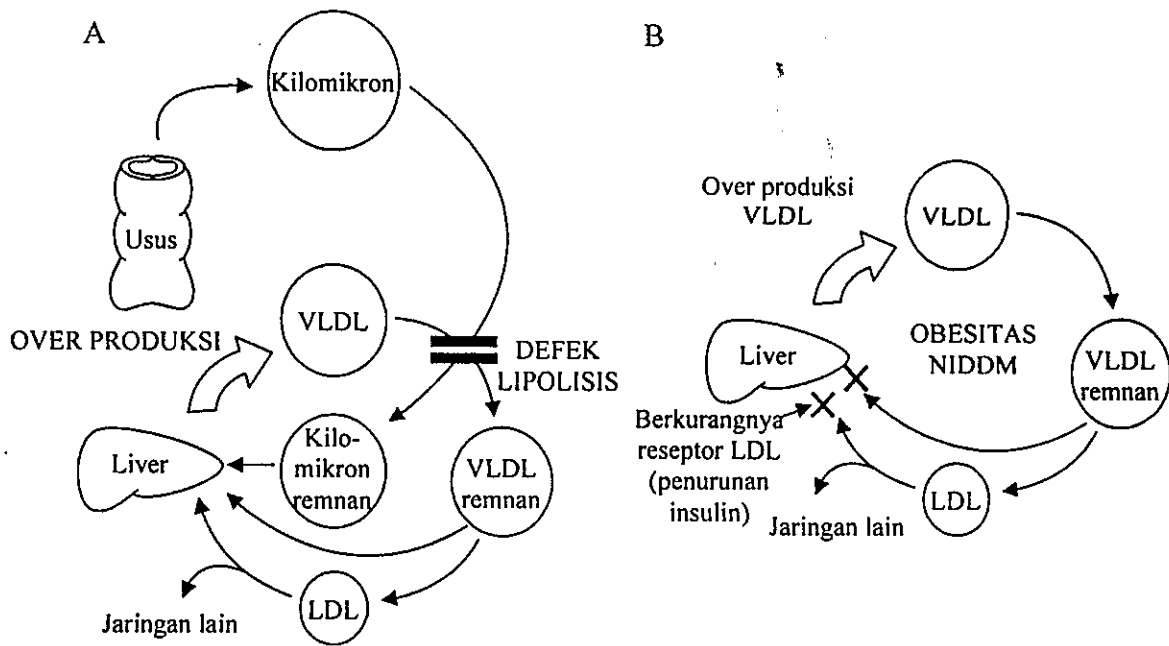 A
Kilomikron
Usus
VLDL
OVER PRODUKSI
DEFEK
LIPOLISIS
Liver
Kilo-
mikron
remnan
VLDL
remnan
LDL
Jaringan lain
B
Over produksi
VLDL
VLDL
Liver
OBESITAS
NIDDM
VLDL
remnan
Berkurangnya
reseptor LDL
(penurunan
insulin)
LDL
Jaringan lain